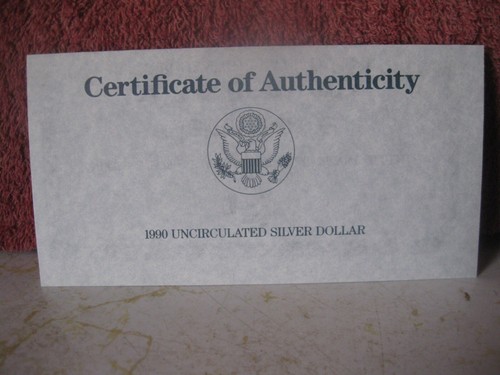 Certificate of Authenticity
1990 UNCIRCULATED SILVER DOLLAR